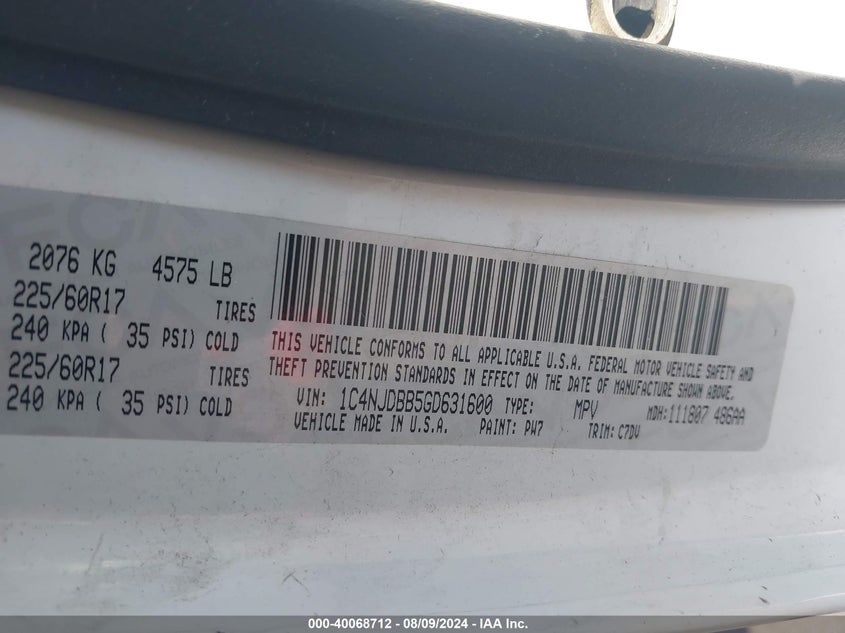 2076 KG 4575 LB
225/60R17 TIRES
240 KPA ( 35 PSI) COLD
225/60R17 TIRES
240 KPA ( 35 PSI) COLD
THIS VEHICLE CONFORMS TO ALL APPLICABLE U.S.A. FEDERAL MOTOR VEHICLE SAFETY AND
THEFT PREVENTION STANDARDS IN EFFECT ON THE DATE OF MANUFACTURE SHOWN ABOVE.
VIN: 1C4NJDBB5GD631600 TYPE: MPV MDH: 111807 486AA
VEHICLE MADE IN U.S.A. PAINT: PW7 TRIM: C7DV
000-40068712 - 08/09/2024 - IAA Inc.